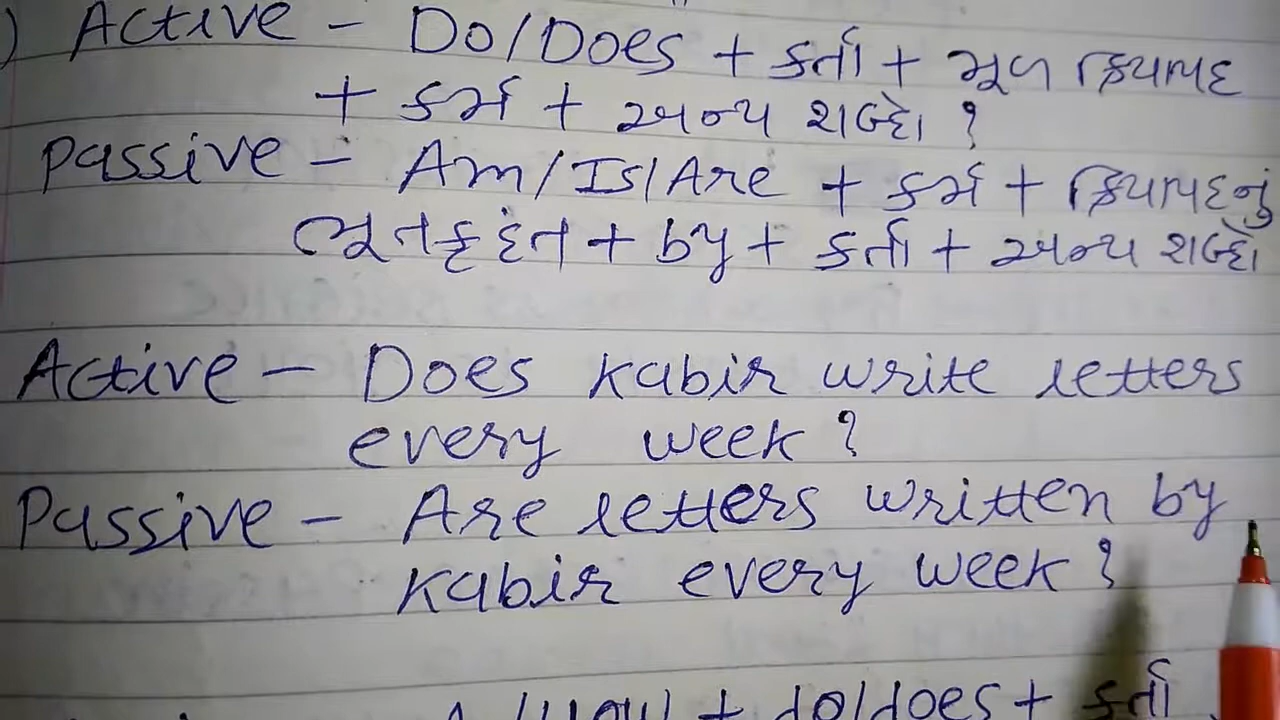 ) Active - Do/Does + કર્તા + મૂળ ક્રિયાપદ
+ કર્મ + અન્ય શબ્દો ?
Passive - Am/Is/Are + કર્મ + ક્રિયાપદનું
ભૂતકૃદંત + by + કર્તા + અન્ય શબ્દો
Active - Does kabir write letters
every week ?
Passive - Are letters written by
kabir every week ?
+ do/does + કર્તા